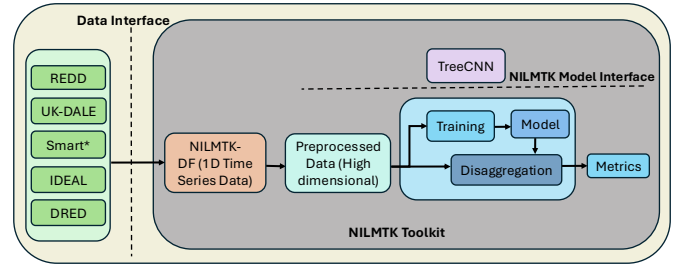 Data Interface
REDD
UK-DALE
Smart*
IDEAL
DRED
TreeCNN
NILMTK Model Interface
NILMTK-
DF (1D Time
Series Data)
Preprocessed
Data (High
dimensional)
Training
Model
Disaggregation
Metrics
NILMTK Toolkit